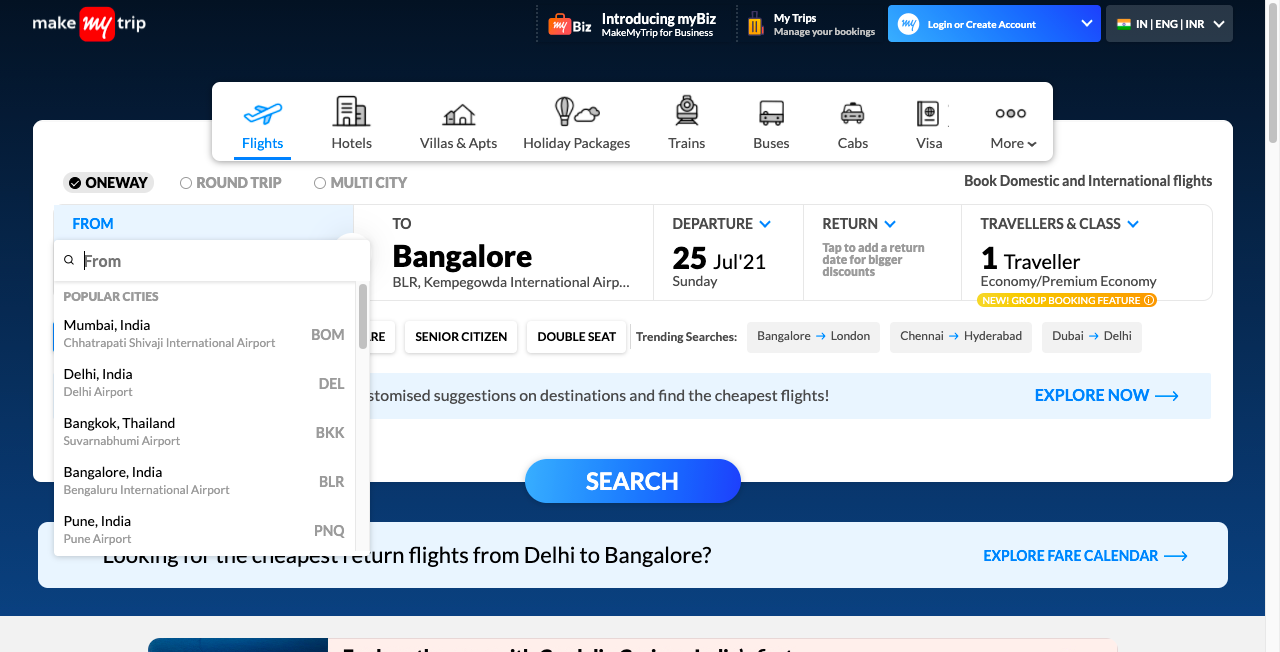 make my trip
my Biz
Introducing myBiz
MakeMyTrip for Business
My Trips
Manage your bookings
my
Login or Create Account
IN | ENG | INR
Flights
Hotels
Villas & Apts
Holiday Packages
Trains
Buses
Cabs
Visa
More
ONEWAY
ROUND TRIP
MULTI CITY
Book Domestic and International flights
FROM
TO
Bangalore
BLR, Kempegowda International Airp...
DEPARTURE
25 Jul'21
Sunday
RETURN
Tap to add a return
date for bigger
discounts
TRAVELLERS & CLASS
1 Traveller
Economy/Premium Economy
NEW! GROUP BOOKING FEATURE
From
POPULAR CITIES
Mumbai, India
Chhatrapati Shivaji International Airport
BOM
Delhi, India
Delhi Airport
DEL
Bangkok, Thailand
Suvarnabhumi Airport
BKK
Bangalore, India
Bengaluru International Airport
BLR
Pune, India
Pune Airport
PNQ
SENIOR CITIZEN
DOUBLE SEAT
Trending Searches:
Bangalore → London
Chennai → Hyderabad
Dubai → Delhi
stomised suggestions on destinations and find the cheapest flights!
EXPLORE NOW
SEARCH
Looking for the cheapest return flights from Delhi to Bangalore?
EXPLORE FARE CALENDAR